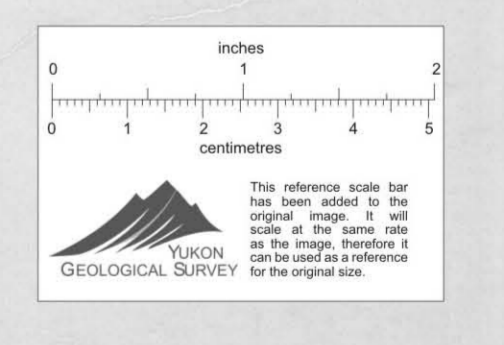 inches
0 1 2
0 1 2 3 4 5
centimetres
This reference scale bar
has been added to the
original image. It will
scale at the same rate
as the image, therefore it
can be used as a reference
for the original size.
YUKON
GEOLOGICAL SURVEY